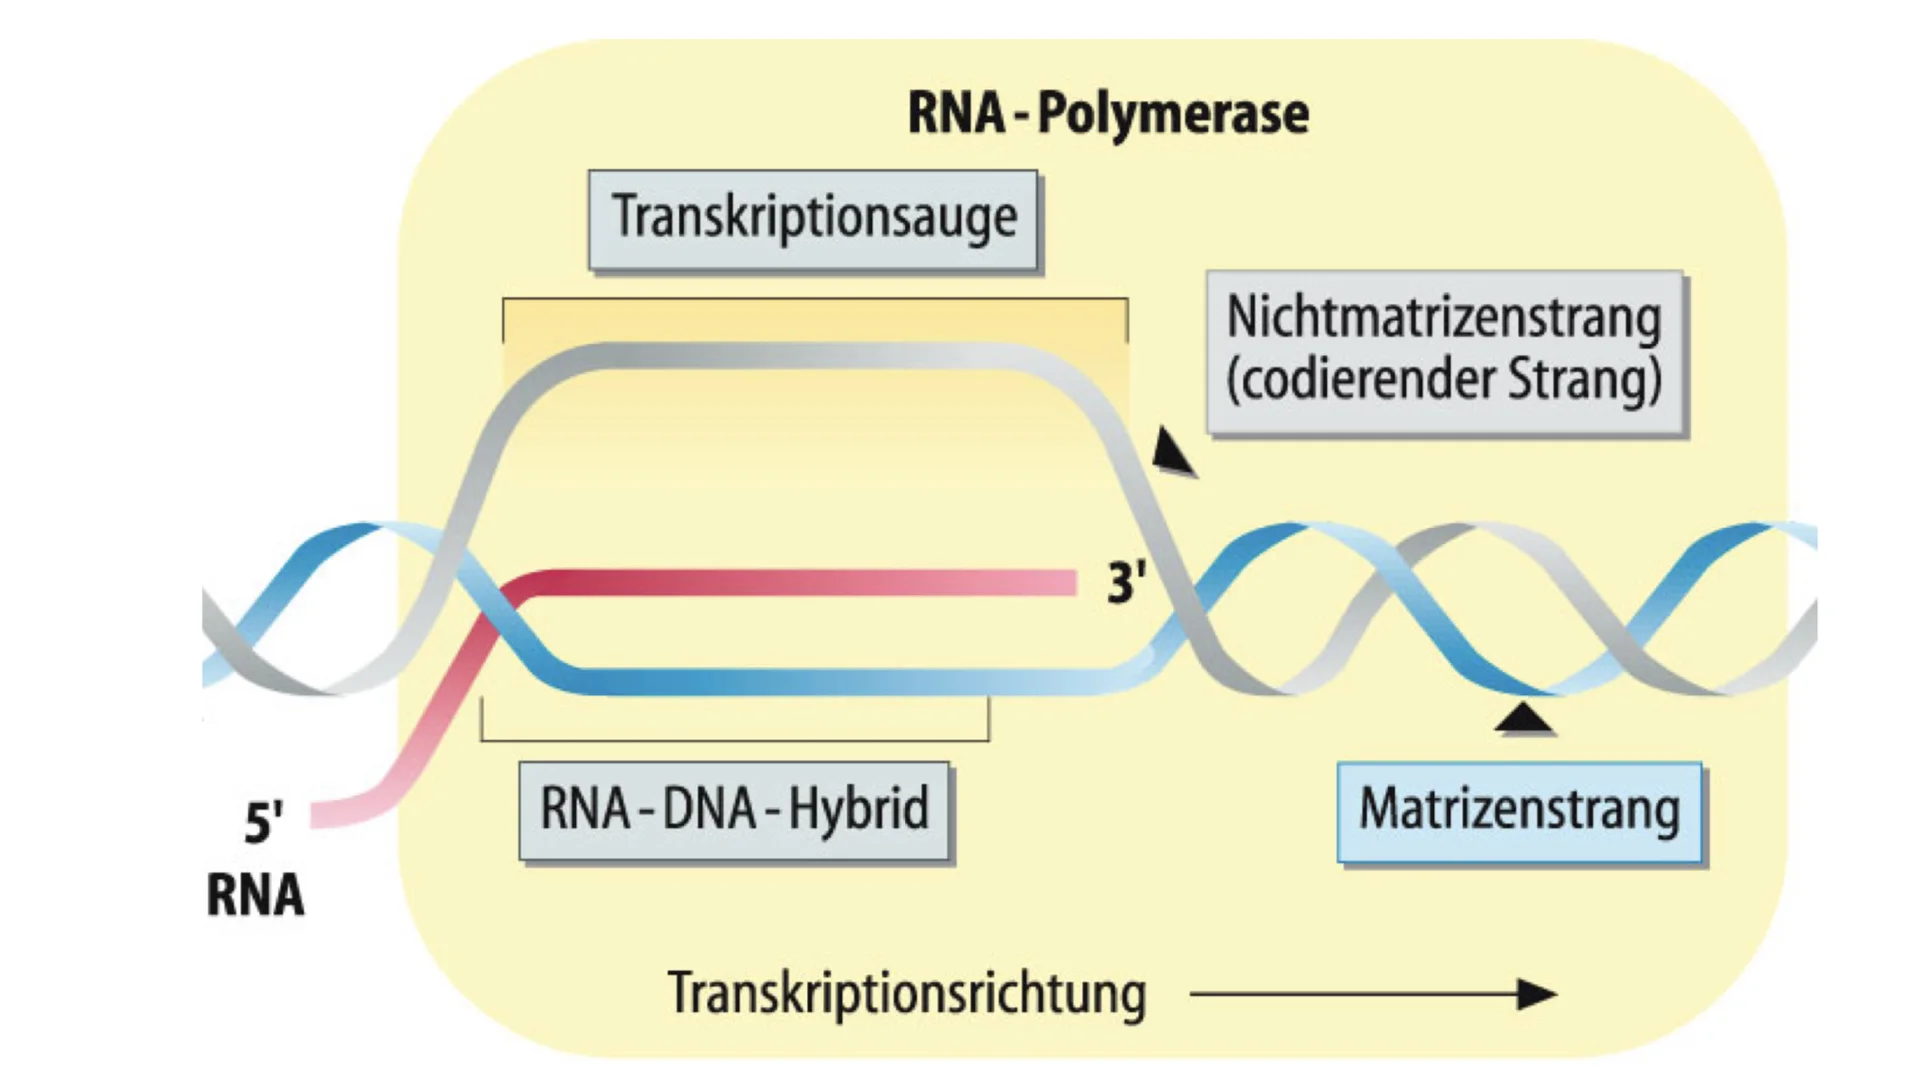 RNA - Polymerase
Transkriptionsauge
Nichtmatrizenstrang
(codierender Strang)
3'
5'
RNA
RNA - DNA - Hybrid
Matrizenstrang
Transkriptionsrichtung